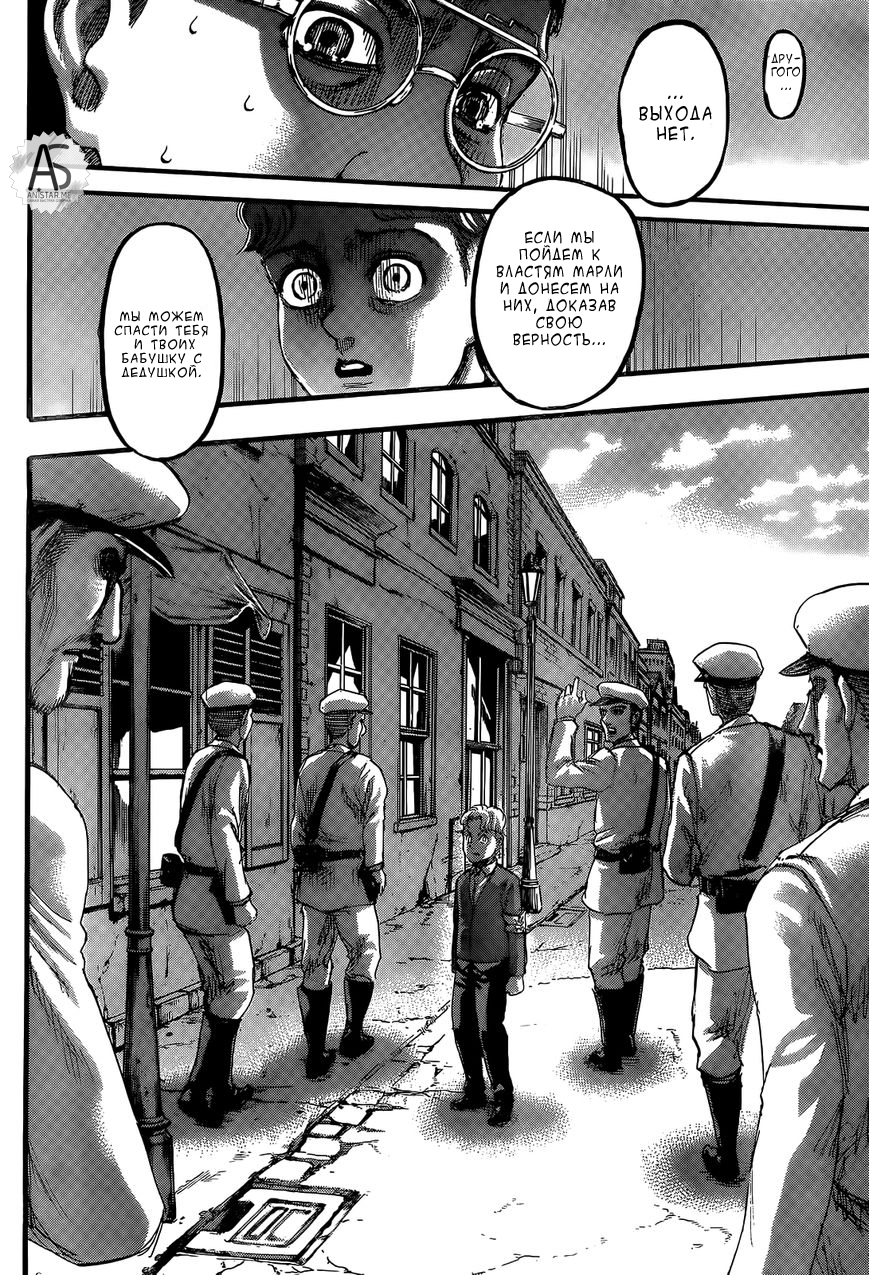 ДРУ-
ГОГО
...
...
ВЫХОДА
НЕТ.
ЕСЛИ МЫ
ПОЙДЕМ К
ВЛАСТЯМ МАРЛИ
И ДОНЕСЕМ НА
НИХ, ДОКАЗАВ
СВОЮ
ВЕРНОСТЬ...
МЫ МОЖЕМ
СПАСТИ ТЕБЯ
И ТВОИХ
БАБУШКУ С
ДЕДУШКОЙ.
AS